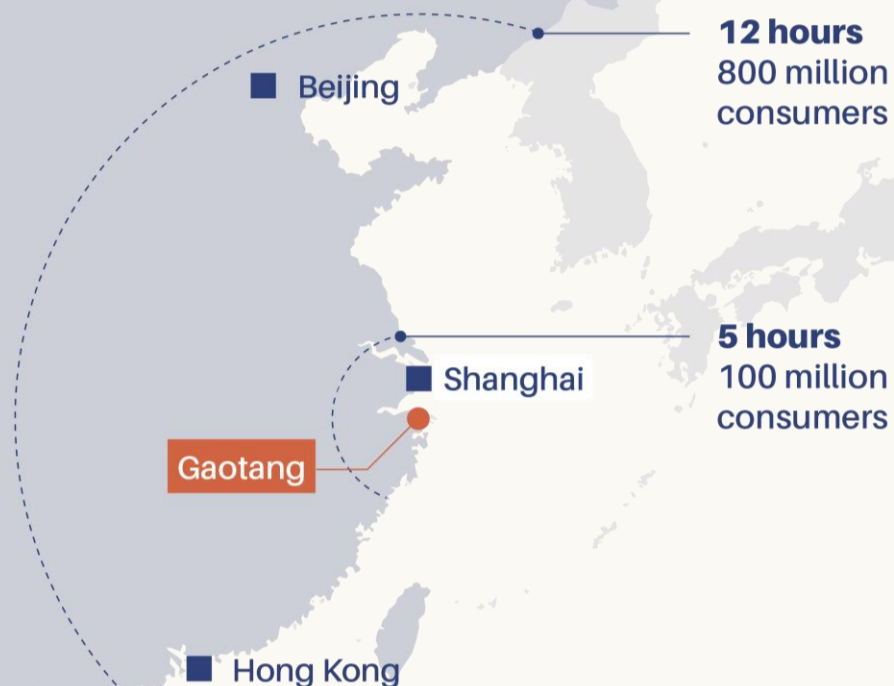 12 hours
800 million
consumers
Beijing
5 hours
100 million
consumers
Shanghai
Gaotang
Hong Kong